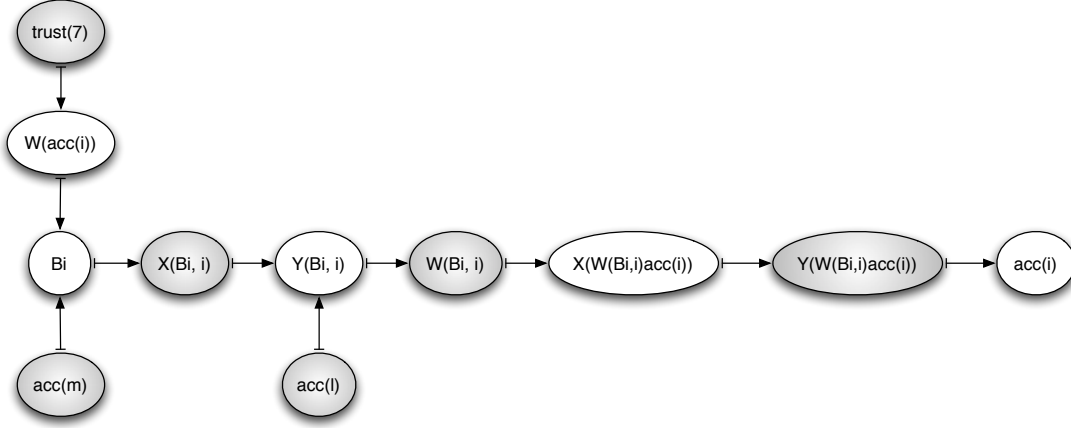 trust(7)
W(acc(i))
Bi
X(Bi, i)
Y(Bi, i)
W(Bi, i)
X(W(Bi,i)acc(i))
Y(W(Bi,i)acc(i))
acc(i)
acc(m)
acc(l)